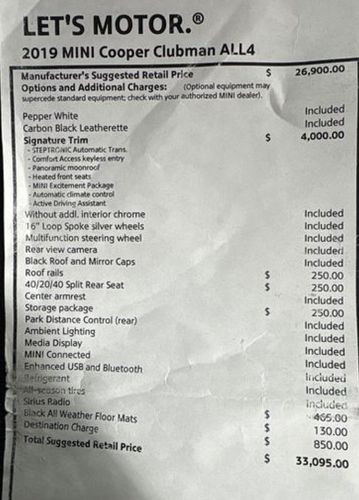 LET'S MOTOR.®
2019 MINI Cooper Clubman ALL4
Manufacturer's Suggested Retail Price $ 26,900.00
Options and Additional Charges: (Optional equipment may
supercede standard equipment; check with your authorized MINI dealer).
Pepper White Included
Carbon Black Leatherette Included
Signature Trim $ 4,000.00
- STEPTRONIC Automatic Trans.
- Comfort Access keyless entry
- Panoramic moonroof
- Heated front seats
- MINI Excitement Package
- Automatic climate control
- Active Driving Assistant
Without addl. interior chrome Included
16" Loop Spoke silver wheels Included
Multifunction steering wheel Included
Rear view camera Included
Black Roof and Mirror Caps Included
Roof rails $ 250.00
40/20/40 Split Rear Seat $ 250.00
Center armrest Included
Storage package $ 250.00
Park Distance Control (rear) Included
Ambient Lighting Included
Media Display Included
MINI Connected Included
Enhanced USB and Bluetooth Included
Refrigerant Included
All-season tires Included
Sirius Radio Included
Black All Weather Floor Mats $ 465.00
Destination Charge $ 130.00
Total Suggested Retail Price $ 850.00
$ 33,095.00